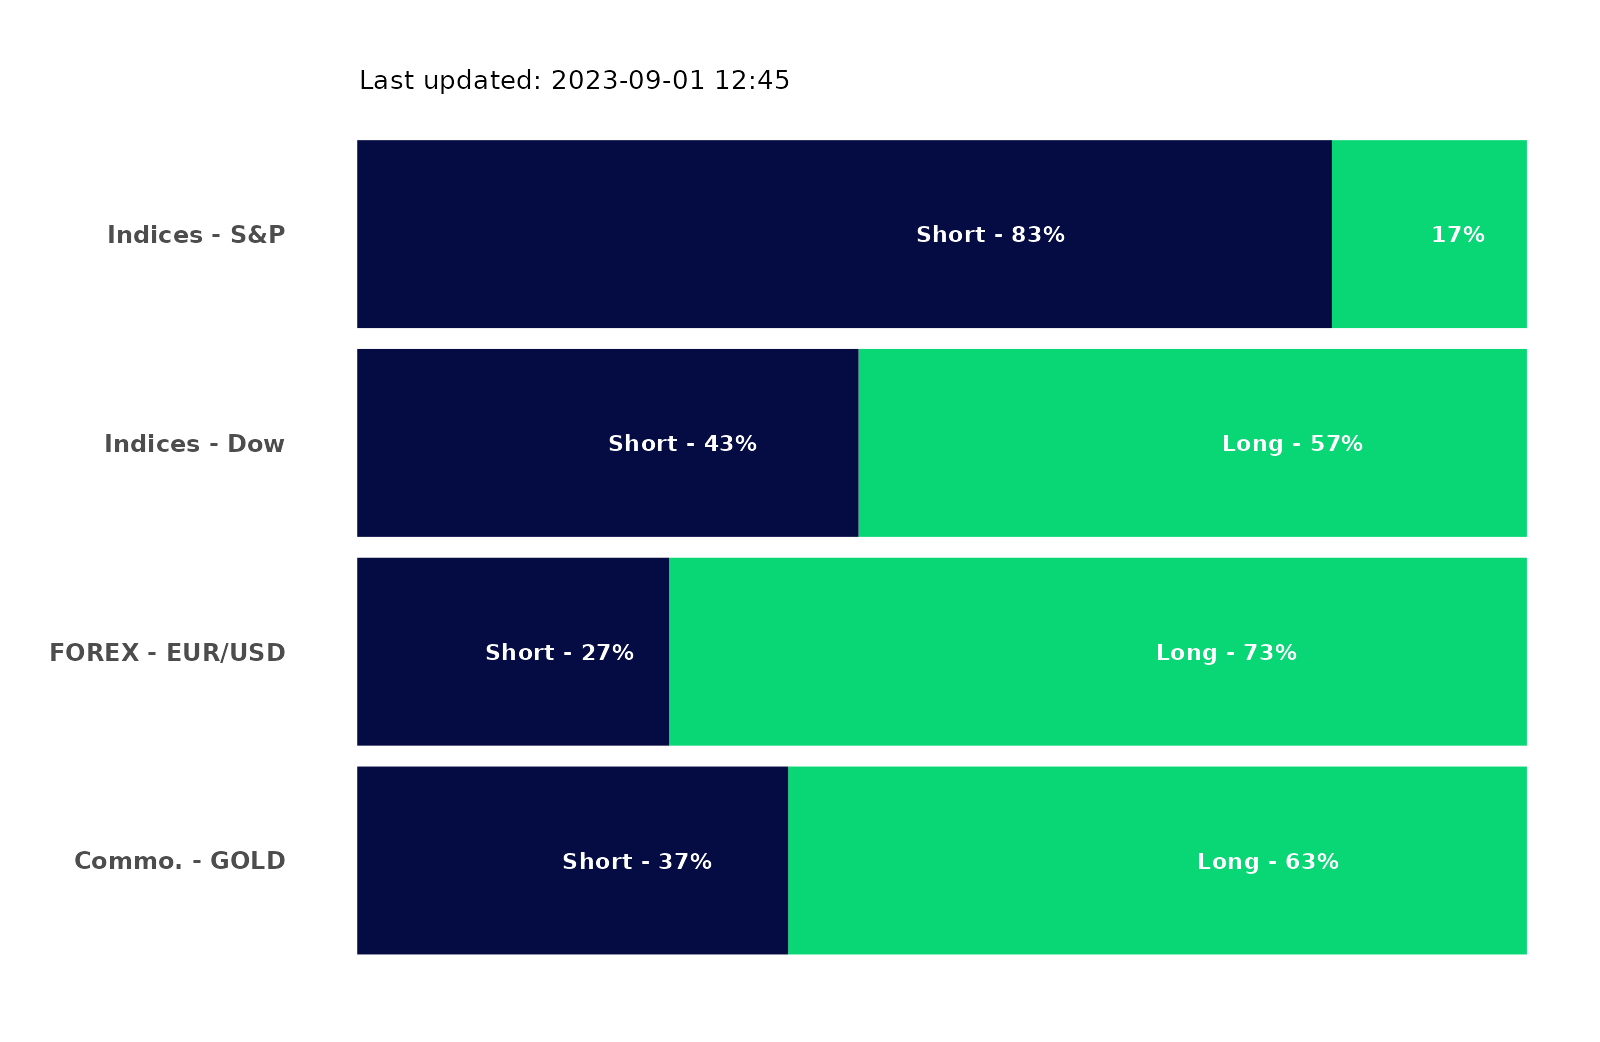 Last updated: 2023-09-01 12:45
Indices - S&P Short - 83% 17%
Indices - Dow Short - 43% Long - 57%
FOREX - EUR/USD Short - 27% Long - 73%
Commo. - GOLD Short - 37% Long - 63%